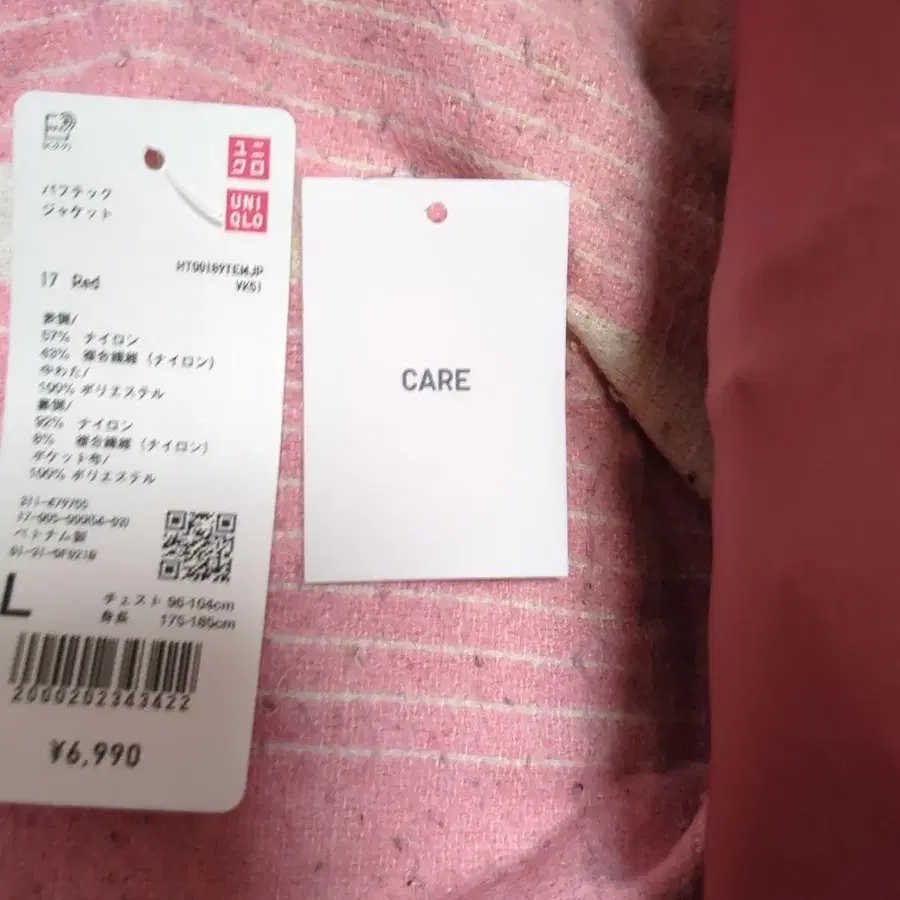 ユニ
クロ
UNI
QLO
パフテック
ジャケット
17 Red
表側/
57% ナイロン
43% 複合繊維 (ナイロン)
中わた/
100% ポリエステル
裏側/
92% ナイロン
8% 複合繊維 (ナイロン)
ポケット布/
100% ポリエステル
ベトナム製
L
チェスト 96-104cm
身長 175-185cm
2000202343422
¥6,990
CARE